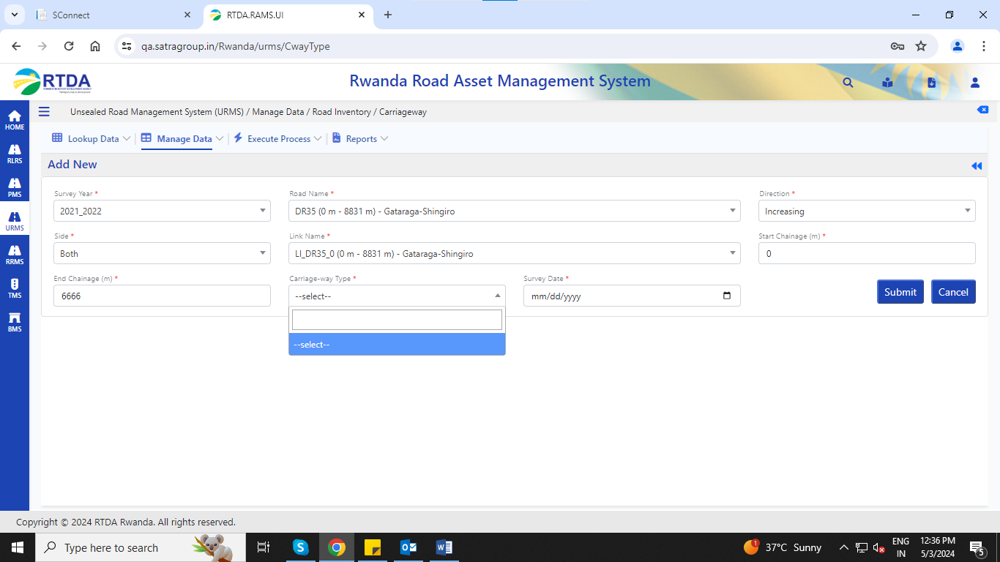 SConnect
RTDA.RAMS.UI
qa.satragroup.in/Rwanda/urms/CwayType
RTDA
Rwanda Road Asset Management System
HOME
RLRS
PMS
URMS
RRMS
TMS
BMS
Unsealed Road Management System (URMS) / Manage Data / Road Inventory / Carriageway
Lookup Data
Manage Data
Execute Process
Reports
Add New
Survey Year *
Road Name *
Direction *
2021_2022
DR35 (0 m - 8831 m) - Gataraga-Shingiro
Increasing
Side *
Link Name *
Start Chainage (m) *
Both
LI_DR35_0 (0 m - 8831 m) - Gataraga-Shingiro
0
End Chainage (m) *
Carriage-way Type *
Survey Date *
6666
--select--
mm/dd/yyyy
Submit
Cancel
--select--
Copyright © 2024 RTDA Rwanda. All rights reserved.
Type here to search
1
37°C Sunny
ENG
IN
12:36 PM
5/3/2024
5